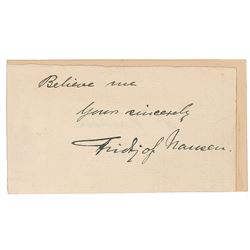 Believe me
Yours sincerely
Fridtjof Nansen.